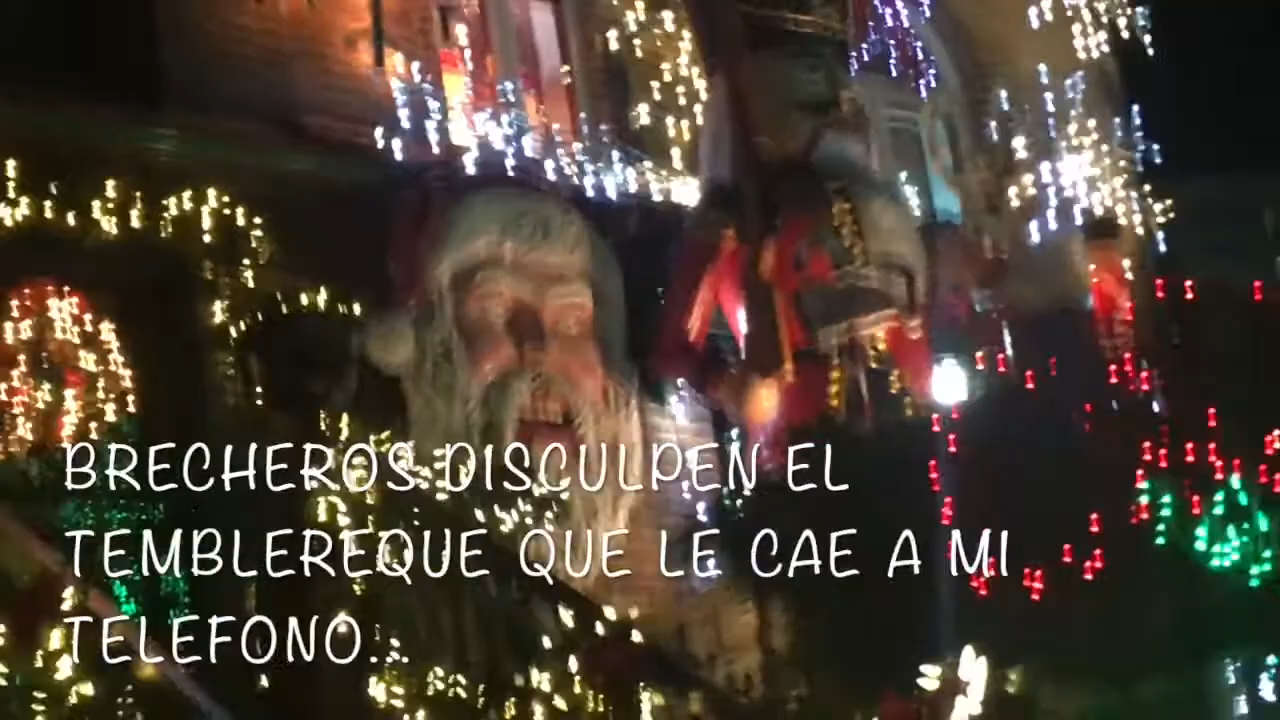 BRECHEROS DISCULPEN EL
TEMBLEREQUE QUE LE CAE A MI
TELEFONO...